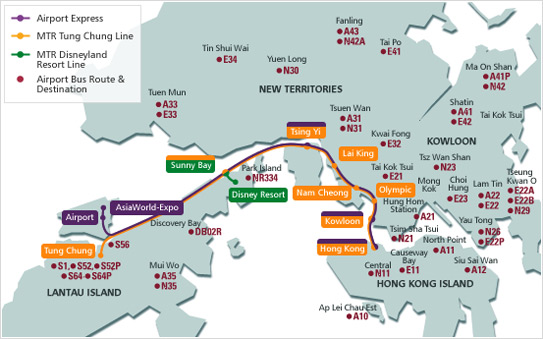 Airport Express
MTR Tung Chung Line
MTR Disneyland
Resort Line
Airport Bus Route &
Destination
Fanling
A43
N42A
Tai Po
E41
Tin Shui Wai
E34
Yuen Long
N30
Ma On Shan
A41P
N42
NEW TERRITORIES
Tuen Mun
A33
E33
Tsuen Wan
A31
N31
Shatin
A41
E42
Tai Kok Tsui
Tsing Yi
Kwai Fong
E32
KOWLOON
Lai King
Sunny Bay
Park Island
NR334
Tai Kok Tsui
E21
Tsz Wan San
N23
Mong
Kok
Choi
Hung
E23
Lam Tin
A22
E22
Tseung
Kwan O
E22A
E22B
N29
Disney Resort
Nam Cheong
Olympic
Hung Hom
Station
A21
AsiaWorld-Expo
Airport
Discovery Bay
DB02R
Kowloon
Tsim Sha Tsui
N21
Yau Tong
N26
E22P
Tung Chung
S56
Hong Kong
North Point
A11
Causeway
Bay
E11
Siu Sai Wan
A12
S1, S52, S52P
S64 S64P
Mui Wo
A35
N35
Central
N11
LANTAU ISLAND
HONG KONG ISLAND
Ap Lei Chau Est
A10